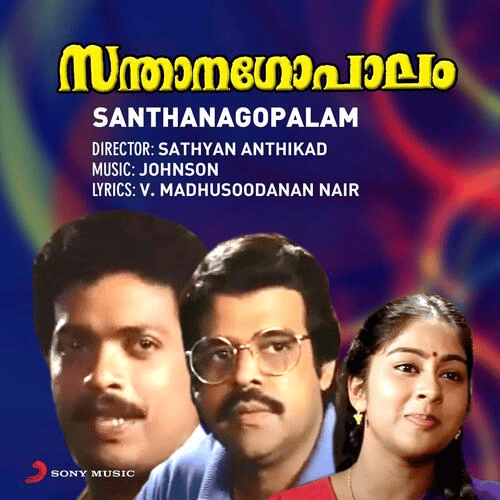 സന്താനഗോപാലം
SANTHANAGOPALAM
DIRECTOR: SATHYAN ANTHIKAD
MUSIC: JOHNSON
LYRICS: V. MADHUSOODANAN NAIR
SONY MUSIC